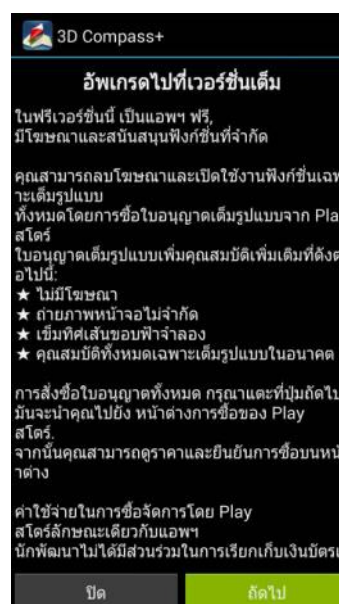 3D Compass+
อัพเกรดไปที่เวอร์ชั่นเต็ม
ในฟรีเวอร์ชั่นนี้ เป็นแอพฯ ฟรี,
มีโฆษณาและสนันสนุนฟังก์ชั่นที่จำกัด
คุณสามารถลบโฆษณาและเปิดใช้งานฟังก์ชั่นเฉพ
าะเต็มรูปแบบ
ทั้งหมดโดยการซื้อใบอนุญาตเต็มรูปแบบจาก Pla
สโตร์
ใบอนุญาตเต็มรูปแบบเพิ่มคุณสมบัติเพิ่มเติมที่ดังต
อไปนี้:
★ ไม่มีโฆษณา
★ ถ่ายภาพหน้าจอไม่จำกัด
★ เข็มทิศเส้นขอบฟ้าจำลอง
★ คุณสมบัติทั้งหมดเฉพาะเต็มรูปแบบในอนาคต
การสั่งซื้อใบอนุญาตทั้งหมด กรุณาแตะที่ปุ่มถัดไป
มันจะนำคุณไปยัง หน้าต่างการซื้อของ Play
สโตร์.
จากนั้นคุณสามารถดูราคาและยืนยันการซื้อบนหน้
าต่าง
ค่าใช้จ่ายในการซื้อจัดการโดย Play
สโตร์ลักษณะเดียวกับแอพฯ
นักพัฒนาไม่ได้มีส่วนร่วมในการเรียกเก็บเงินบัตรเ
ปิด
ถัดไป